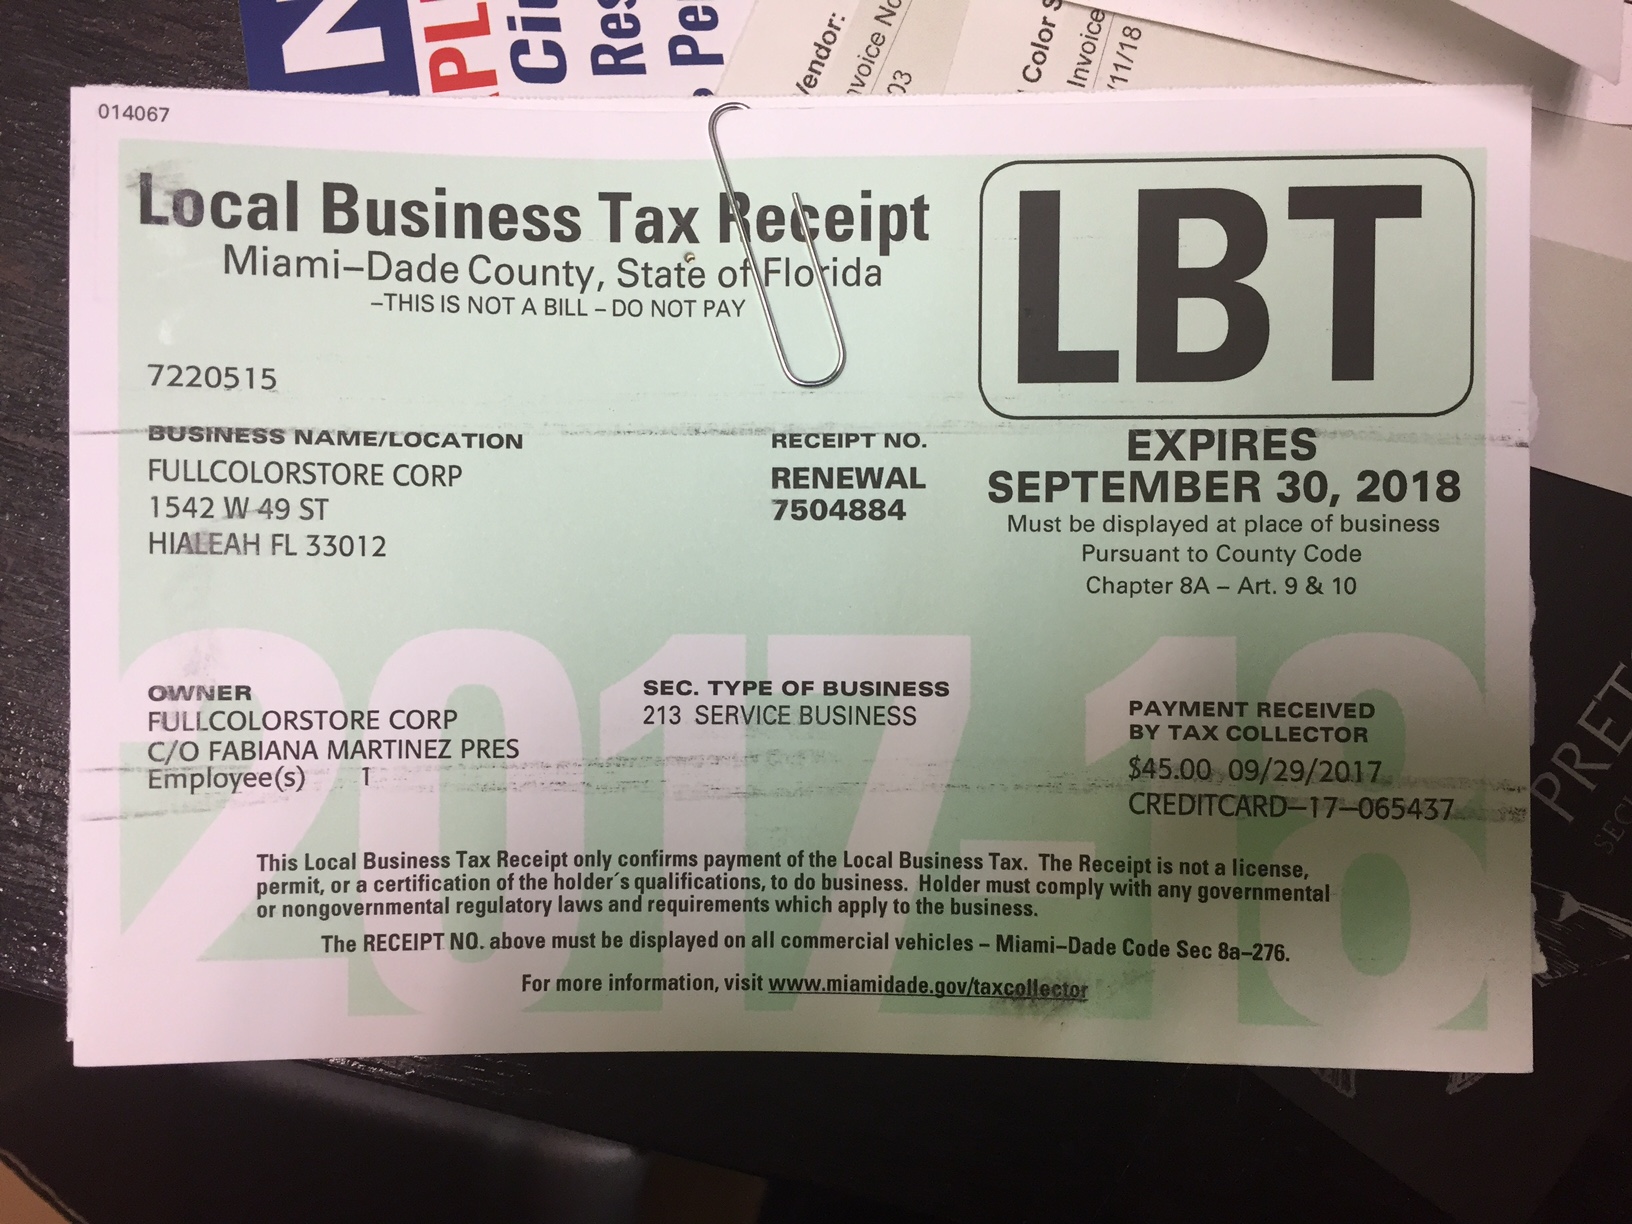 014067
Local Business Tax Receipt
Miami–Dade County, State of Florida
–THIS IS NOT A BILL – DO NOT PAY
LBT
7220515
BUSINESS NAME/LOCATION
FULLCOLORSTORE CORP
1542 W 49 ST
HIALEAH FL 33012
RECEIPT NO.
RENEWAL
7504884
EXPIRES
SEPTEMBER 30, 2018
Must be displayed at place of business
Pursuant to County Code
Chapter 8A – Art. 9 & 10
OWNER
FULLCOLORSTORE CORP
C/O FABIANA MARTINEZ PRES
Employee(s) 1
SEC. TYPE OF BUSINESS
213 SERVICE BUSINESS
PAYMENT RECEIVED
BY TAX COLLECTOR
$45.00 09/29/2017
CREDITCARD–17–065437
2017 18
This Local Business Tax Receipt only confirms payment of the Local Business Tax. The Receipt is not a license,
permit, or a certification of the holder's qualifications, to do business. Holder must comply with any governmental
or nongovernmental regulatory laws and requirements which apply to the business.
The RECEIPT NO. above must be displayed on all commercial vehicles – Miami–Dade Code Sec 8a–276.
For more information, visit www.miamidade.gov/taxcollector
N
PL
Ci
Res
Pe
Vendor:
Invoice No
03
Color S
Invoice
/11/18
PRET
SEC